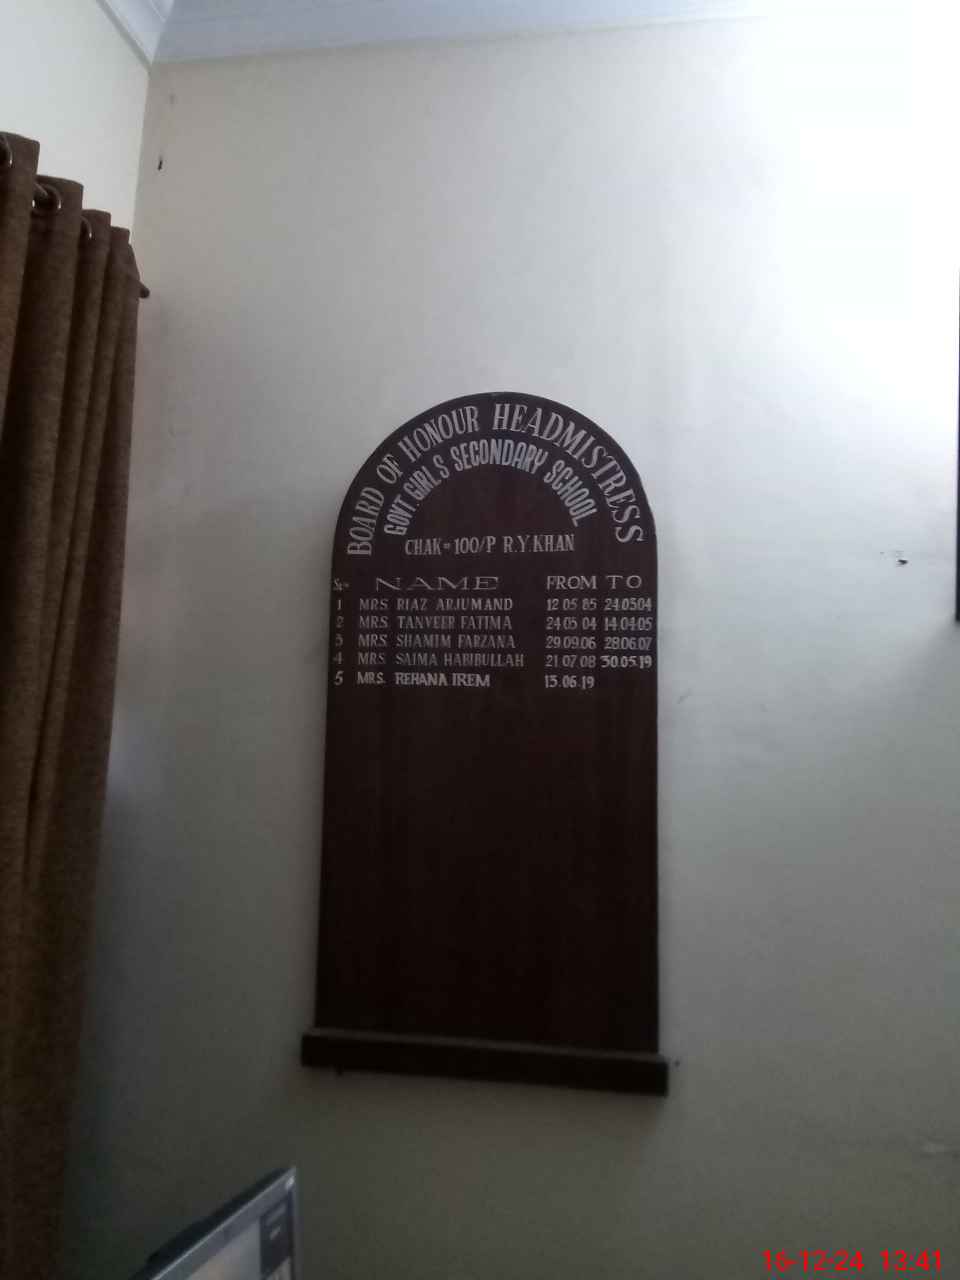 BOARD OF HONOUR HEADMISTRESS
GOVT GIRLS SECONDARY SCHOOL
CHAK=100/P R.Y.KHAN
Sr= NAME FROM TO
1 MRS RIAZ ARJUMAND 12 05 85 24.05.04
2 MRS. TANVEER FATIMA 24 05 04 14.04.05
3 MRS. SHAMIM FARZANA 29.09.06 28.06.07
4 MRS SAIMA HABIBULLAH 21 07 08 30.05.19
5 MRS. REHANA IREM 13.06.19
16-12-24 13:41